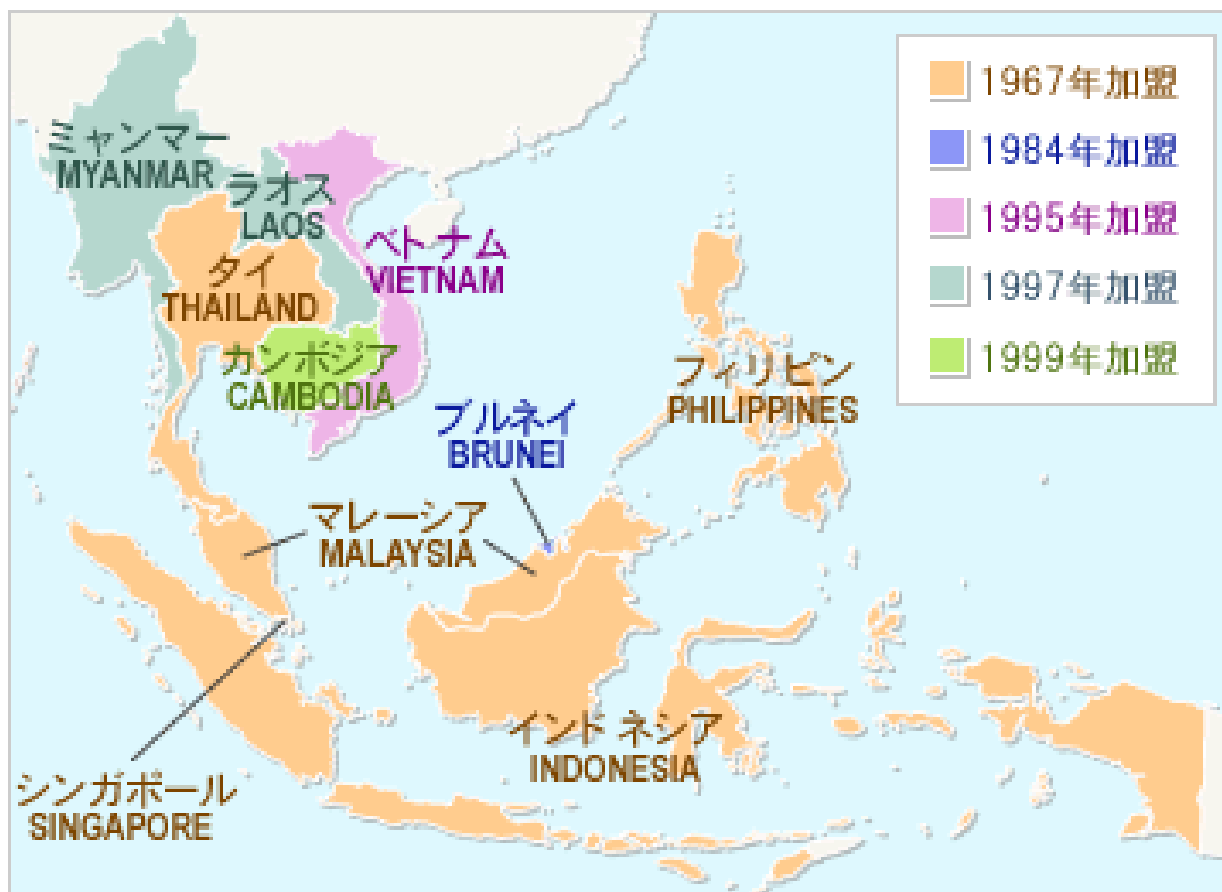 1967年加盟
1984年加盟
1995年加盟
1997年加盟
1999年加盟
ミャンマー
MYANMAR
ラオス
LAOS
ベトナム
VIETNAM
タイ
THAILAND
カンボジア
CAMBODIA
フィリピン
PHILIPPINES
ブルネイ
BRUNEI
マレーシア
MALAYSIA
インドネシア
INDONESIA
シンガポール
SINGAPORE